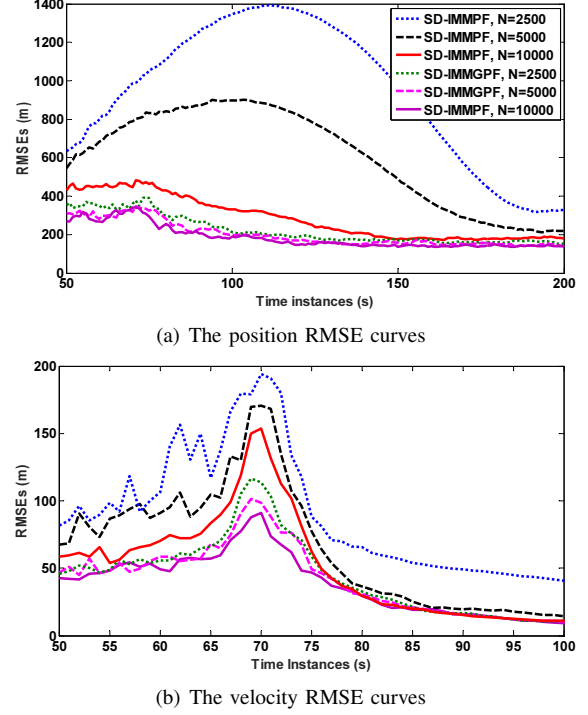 1400
1200
1000
800
600
400
200
0
RMSEs (m)
50
100
150
200
Time instances (s)
SD-IMMPF, N=2500
SD-IMMPF, N=5000
SD-IMMPF, N=10000
SD-IMMGPF, N=2500
SD-IMMGPF, N=5000
SD-IMMPF, N=10000
(a) The position RMSE curves
200
150
100
50
0
RMSEs (m)
50
55
60
65
70
75
80
85
90
95
100
Time Instances (s)
(b) The velocity RMSE curves